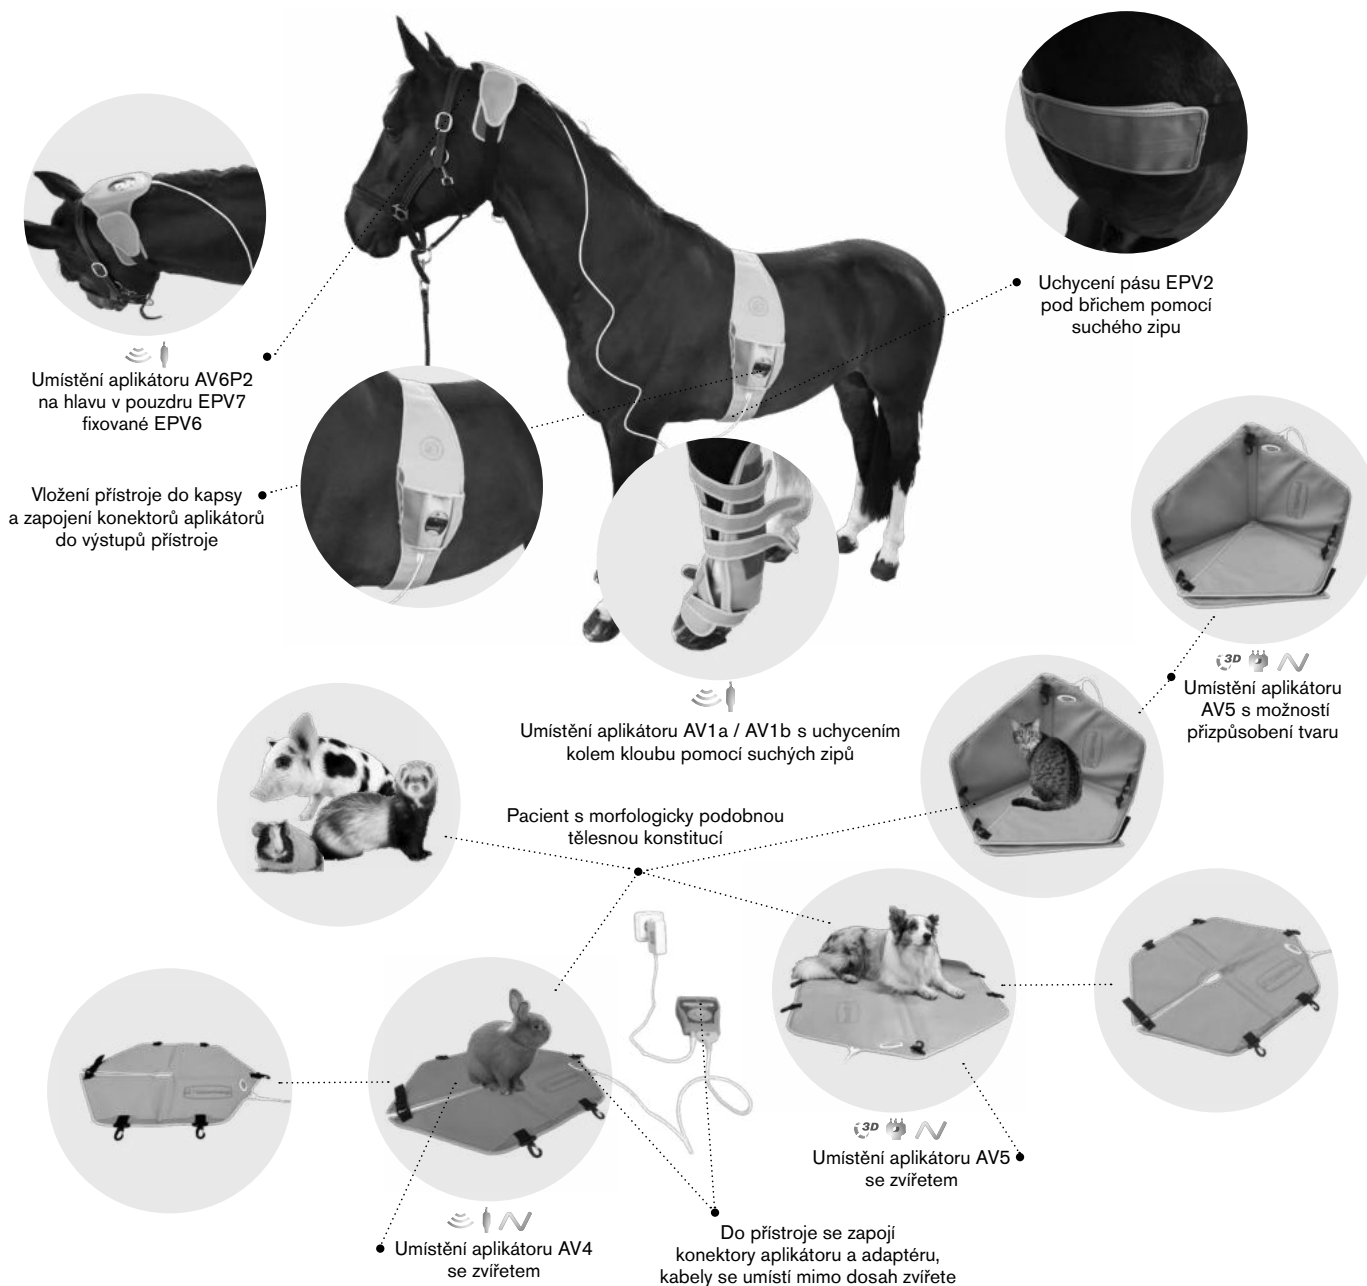 Uchycení pásu EPV2
pod břichem pomocí
suchého zipu
Umístění aplikátoru AV6P2
na hlavu v pouzdru EPV7
fixované EPV6
Vložení přístroje do kapsy
a zapojení konektorů aplikátorů
do výstupů přístroje
3D
Umístění aplikátoru
AV5 s možností
přizpůsobení tvaru
Umístění aplikátoru AV1a / AV1b s uchycením
kolem kloubu pomocí suchých zipů
Pacient s morfologicky podobnou
tělesnou konstitucí
3D
Umístění aplikátoru AV5
se zvířetem
Umístění aplikátoru AV4
se zvířetem
Do přístroje se zapojí
konektory aplikátoru a adaptéru,
kabely se umístí mimo dosah zvířete